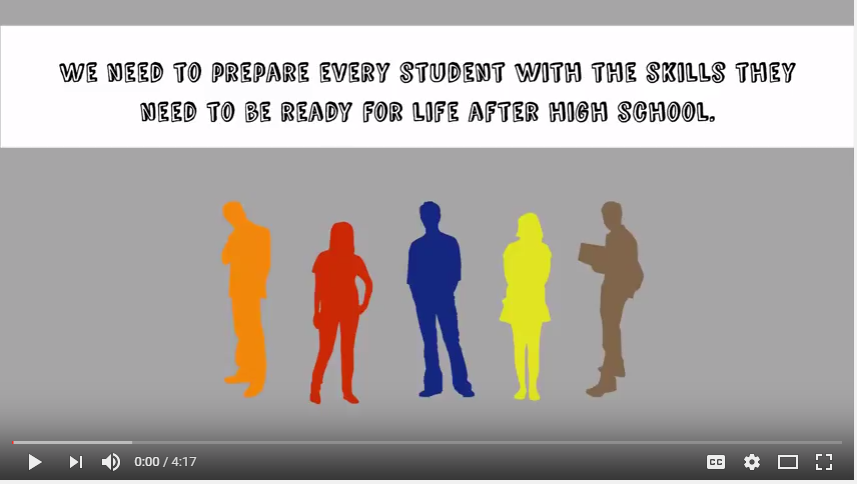 WE NEED TO PREPARE EVERY STUDENT WITH THE SKILLS THEY
NEED TO BE READY FOR LIFE AFTER HIGH SCHOOL.
0:00 / 4:17
CC